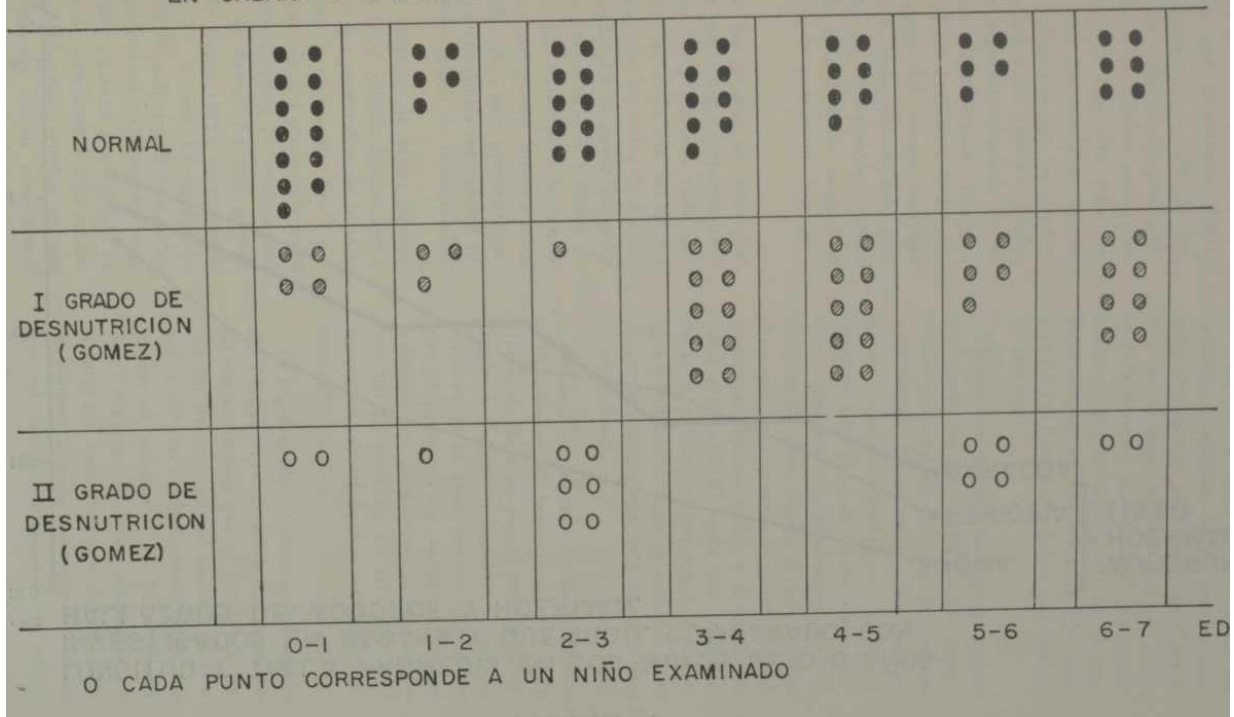 NORMAL
I GRADO DE
DESNUTRICION
(GOMEZ)
II GRADO DE
DESNUTRICION
(GOMEZ)
0-1 1-2 2-3 3-4 4-5 5-6 6-7 ED
O CADA PUNTO CORRESPONDE A UN NIÑO EXAMINADO